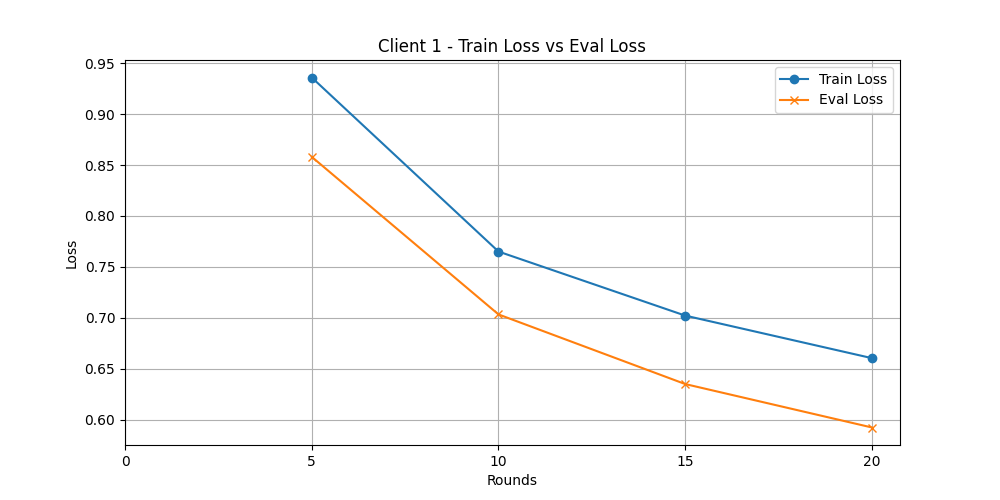 Client 1 - Train Loss vs Eval Loss
Train Loss
Eval Loss
0.95
0.90
0.85
0.80
0.75
0.70
0.65
0.60
Loss
0 5 10 15 20
Rounds